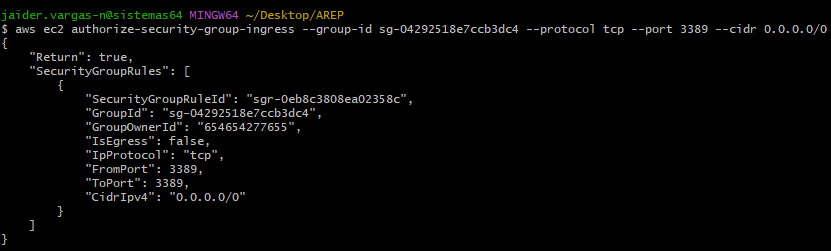 jaider.vargas-n@sistemas64 MINGW64 ~/Desktop/AREP
$ aws ec2 authorize-security-group-ingress --group-id sg-04292518e7ccb3dc4 --protocol tcp --port 3389 --cidr 0.0.0.0/0
{
    "Return": true,
    "SecurityGroupRules": [
        {
            "SecurityGroupRuleId": "sgr-0eb8c3808ea02358c",
            "GroupId": "sg-04292518e7ccb3dc4",
            "GroupOwnerId": "654654277655",
            "IsEgress": false,
            "IpProtocol": "tcp",
            "FromPort": 3389,
            "ToPort": 3389,
            "CidrIpv4": "0.0.0.0/0"
        }
    ]
}